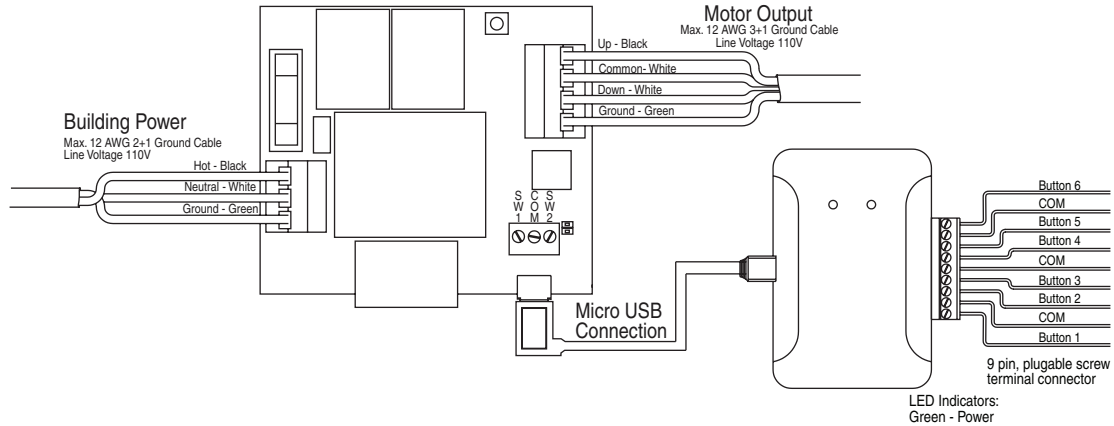 Motor Output
Max. 12 AWG 3+1 Ground Cable
Line Voltage 110V
Up - Black
Common- White
Down - White
Ground - Green
Building Power
Max. 12 AWG 2+1 Ground Cable
Line Voltage 110V
Hot - Black
Neutral - White
Ground - Green
SW1
COM
SW2
Micro USB
Connection
Button 6
COM
Button 5
Button 4
COM
Button 3
Button 2
COM
Button 1
9 pin, plugable screw
terminal connector
LED Indicators:
Green - Power